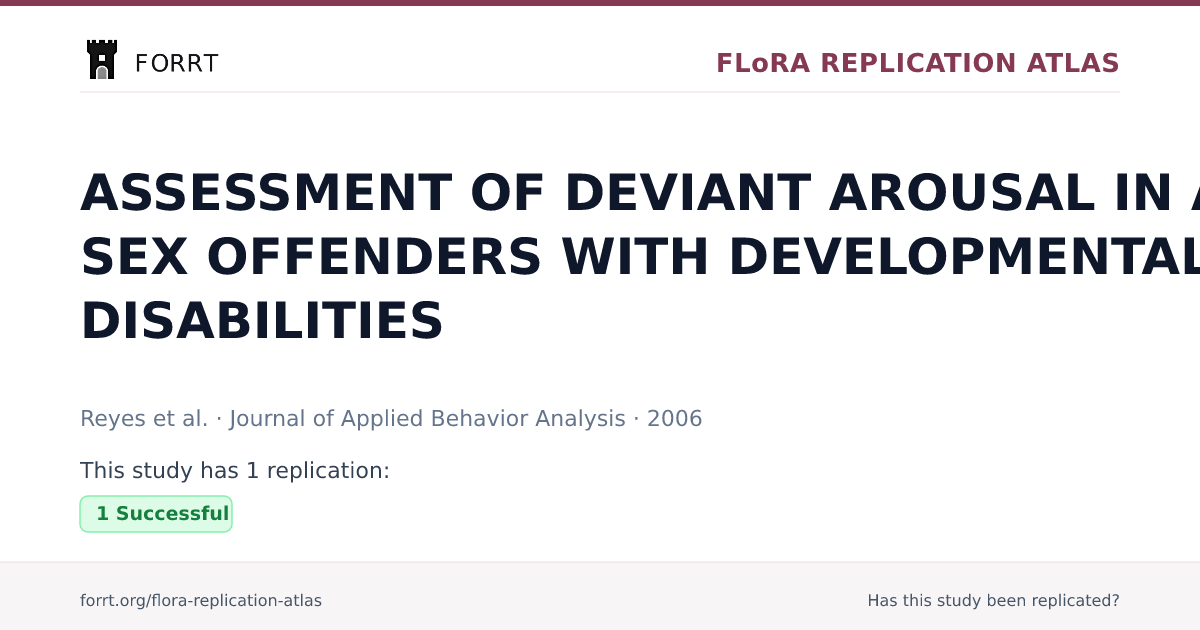 FORRT
FLoRA REPLICATION ATLAS
ASSESSMENT OF DEVIANT AROUSAL IN
SEX OFFENDERS WITH DEVELOPMENTAL
DISABILITIES
Reyes et al. · Journal of Applied Behavior Analysis · 2006
This study has 1 replication:
1 Successful
forrt.org/flora-replication-atlas
Has this study been replicated?